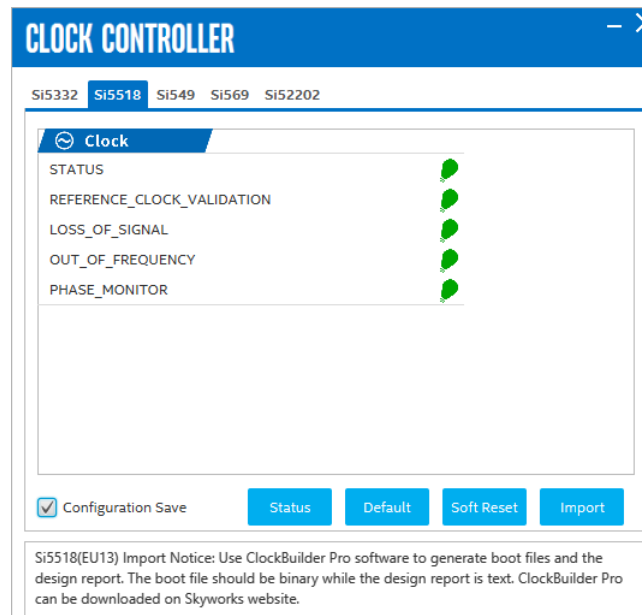 CLOCK CONTROLLER
Si5332 Si5518 Si549 Si569 Si52202
Clock
STATUS
REFERENCE_CLOCK_VALIDATION
LOSS_OF_SIGNAL
OUT_OF_FREQUENCY
PHASE_MONITOR
Configuration Save Status Default Soft Reset Import
Si5518(EU13) Import Notice: Use ClockBuilder Pro software to generate boot files and the
design report. The boot file should be binary while the design report is text. ClockBuilder Pro
can be downloaded on Skyworks website.